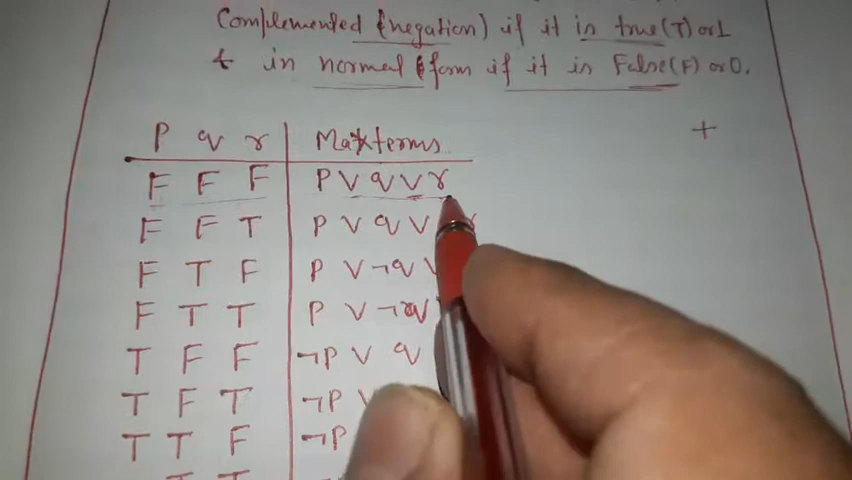 Complemented (negation) if it is true(T) or 1
& in normal form if it is False(F) or 0.
+
P q r Maxterms
F F F P ∨ q ∨ r
F F T P ∨ q ∨ r
F T F P ∨ ¬q ∨
F T T P ∨ ¬q
T F F ¬P ∨ q
T F T ¬P ∨
T T F ¬P